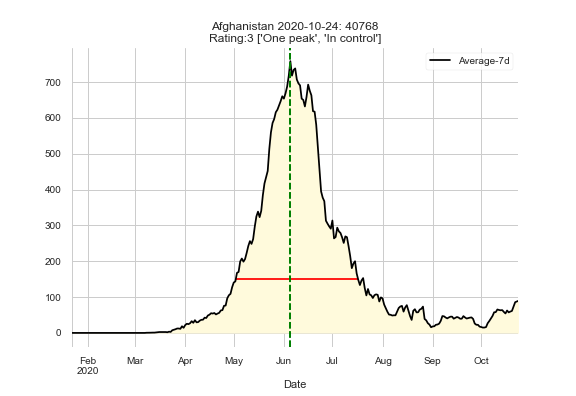 Afghanistan 2020-10-24: 40768
Rating:3 ['One peak', 'In control']
Average-7d
700
600
500
400
300
200
100
0
Feb Mar Apr May Jun Jul Aug Sep Oct
2020
Date